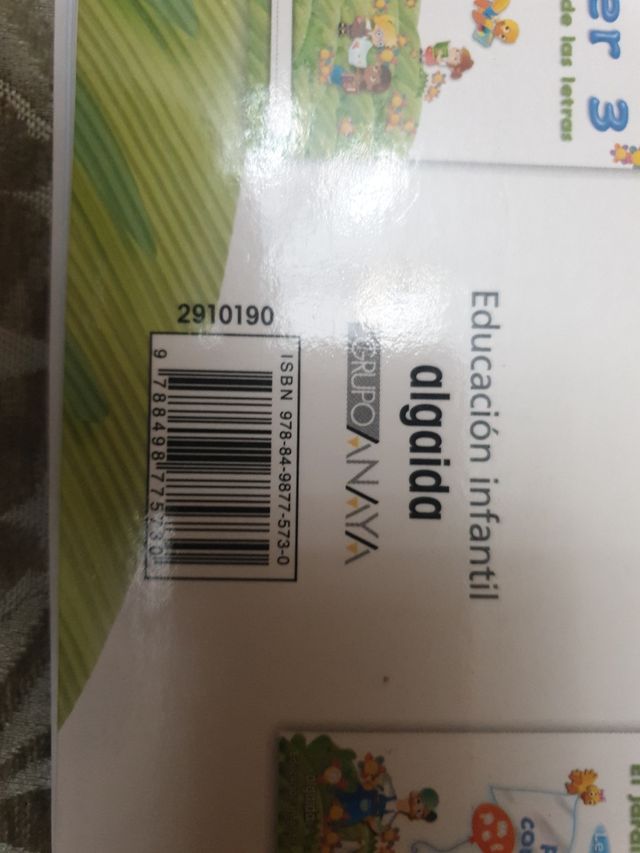 er 3
de las letras
Educación infantil
algaida
GRUPO ANAYA
2910190
ISBN 978-84-9877-573-0
9 788498 775730